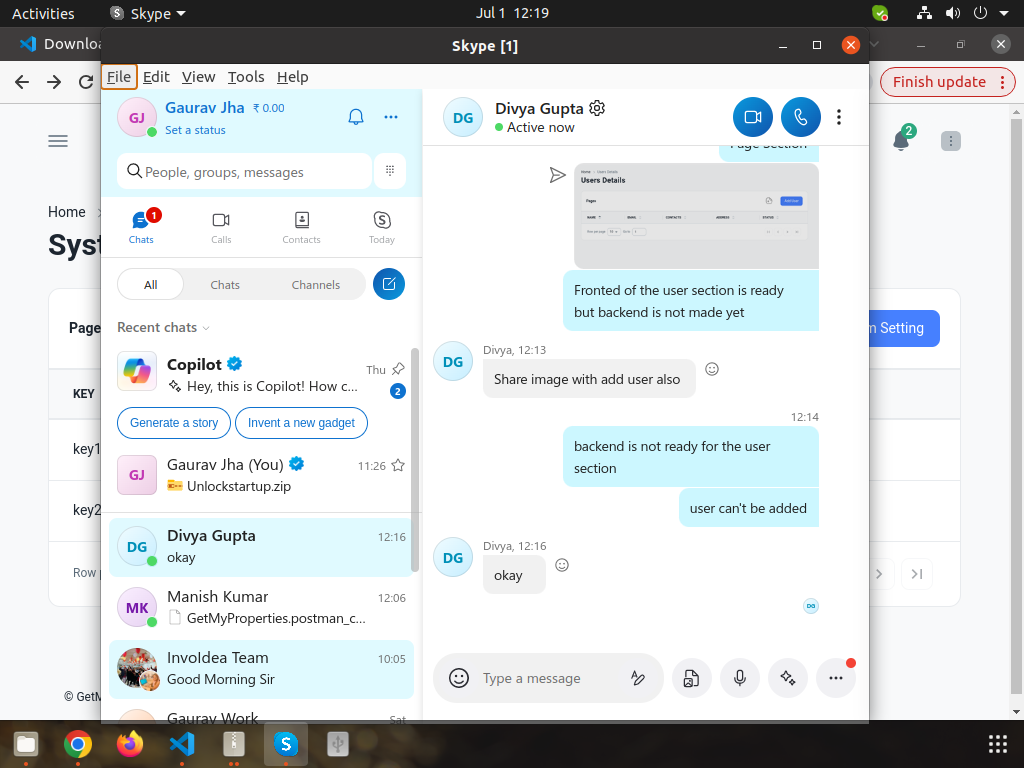 Activities
Skype
Jul 1 12:19
Downloa
Skype [1]
Finish update
File Edit View Tools Help
GJ
Gaurav Jha ₹ 0.00
Set a status
People, groups, messages
1
Chats
Calls
Contacts
Today
All
Chats
Channels
Recent chats
Copilot
Thu
Hey, this is Copilot! How c...
2
Generate a story
Invent a new gadget
GJ
Gaurav Jha (You)
11:26
Unlockstartup.zip
DG
Divya Gupta
12:16
okay
MK
Manish Kumar
12:06
GetMyProperties.postman_c...
InvoIdea Team
10:05
Good Morning Sir
Gaurav Work
Sat
DG
Divya Gupta
Active now
Page Section
Home
Users Details
Users Details
Pages
Add User
NAME
EMAIL
CONTACTS
ADDRESS
STATUS
Fronted of the user section is ready
but backend is not made yet
DG
Divya, 12:13
Share image with add user also
12:14
backend is not ready for the user
section
user can't be added
DG
Divya, 12:16
okay
DG
Type a message
2
Home
Syst
Page
m Setting
KEY
key1
key2
Row p
© GetM